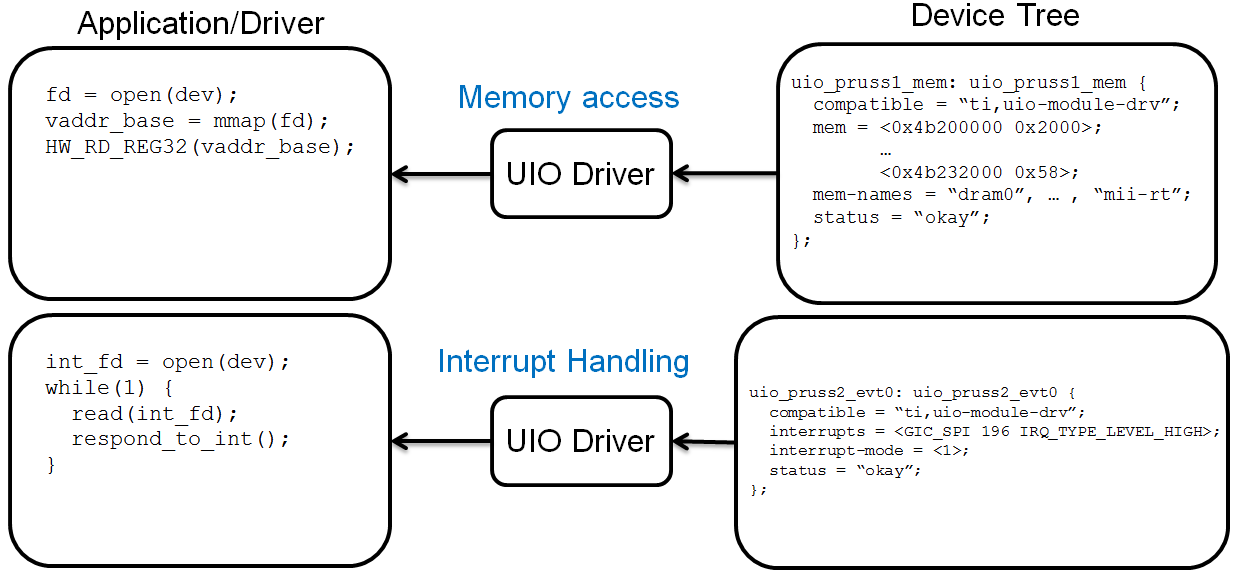 Application/Driver
Device Tree
fd = open(dev);
vaddr_base = mmap(fd);
HW_RD_REG32(vaddr_base);
Memory access
UIO Driver
uio_pruss1_mem: uio_pruss1_mem {
compatible = “ti,uio-module-drv”;
mem = <0x4b200000 0x2000>;
…
<0x4b232000 0x58>;
mem-names = “dram0”, … , “mii-rt”;
status = “okay”;
};
int_fd = open(dev);
while(1) {
read(int_fd);
respond_to_int();
}
Interrupt Handling
UIO Driver
uio_pruss2_evt0: uio_pruss2_evt0 {
compatible = “ti,uio-module-drv”;
interrupts = <GIC_SPI 196 IRQ_TYPE_LEVEL_HIGH>;
interrupt-mode = <1>;
status = “okay”;
};